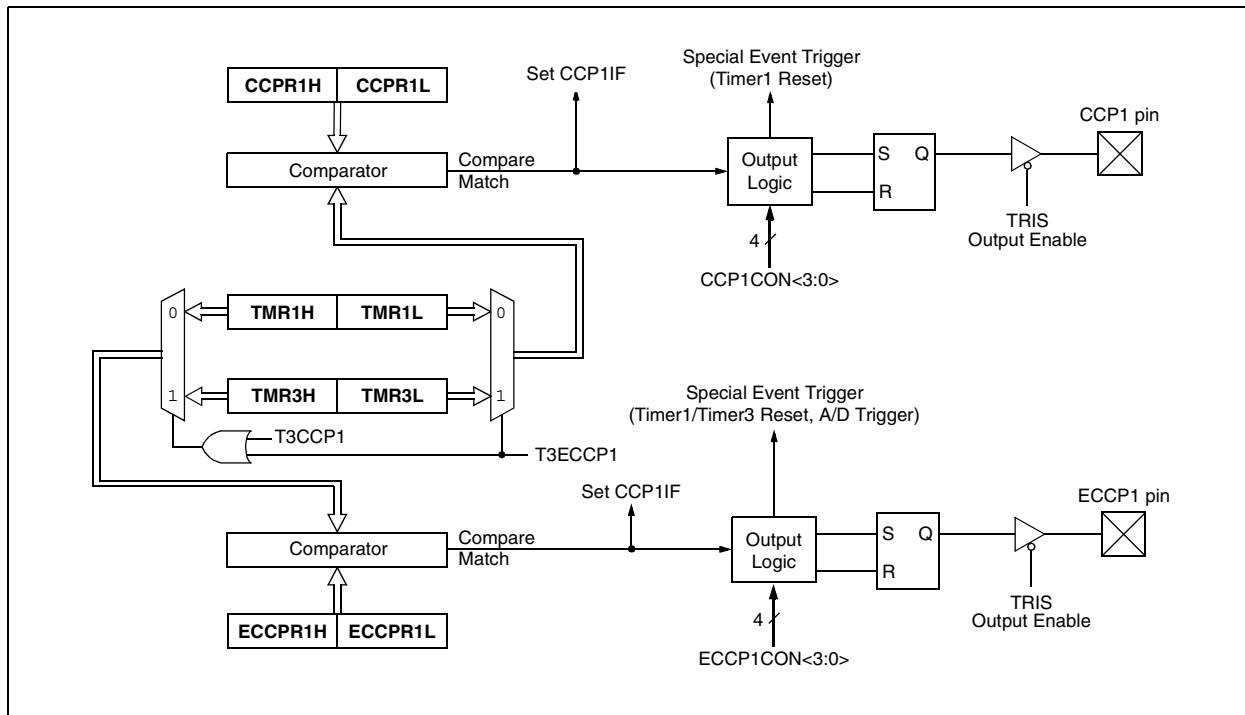 CCPR1H CCPR1L
Set CCP1IF
Special Event Trigger
(Timer1 Reset)
CCP1 pin
Comparator
Compare
Match
Output
Logic
S Q
R
TRIS
Output Enable
4
CCP1CON<3:0>
0
TMR1H TMR1L
0
1
TMR3H TMR3L
1
T3CCP1
T3ECCP1
Special Event Trigger
(Timer1/Timer3 Reset, A/D Trigger)
Set CCP1IF
ECCP1 pin
Comparator
Compare
Match
Output
Logic
S Q
R
TRIS
Output Enable
4
ECCPR1H ECCPR1L
ECCP1CON<3:0>